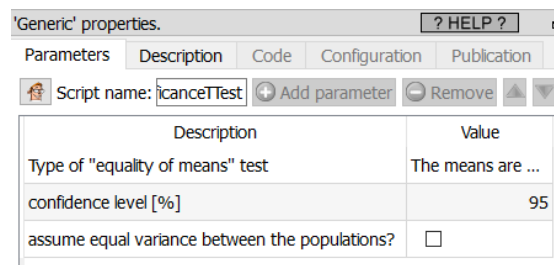 'Generic' properties. ? HELP ?
Parameters Description Code Configuration Publication
Script name: icanceTTest Add parameter Remove
Description Value
Type of "equality of means" test The means are ...
confidence level [%] 95
assume equal variance between the populations?